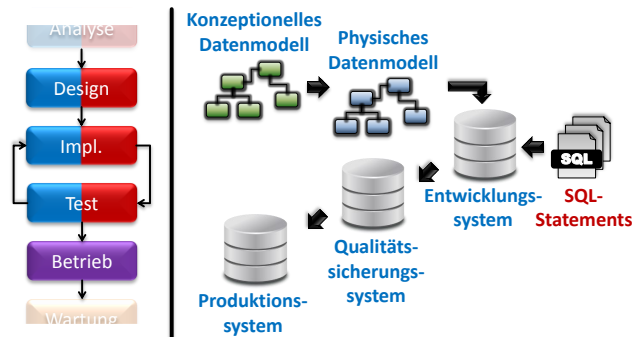 Analyse
Design
Impl.
Test
Betrieb
Wartung
Konzeptionelles
Datenmodell
Physisches
Datenmodell
SQL
Entwicklungs-
system
SQL-
Statements
Qualitäts-
sicherungs-
system
Produktions-
system